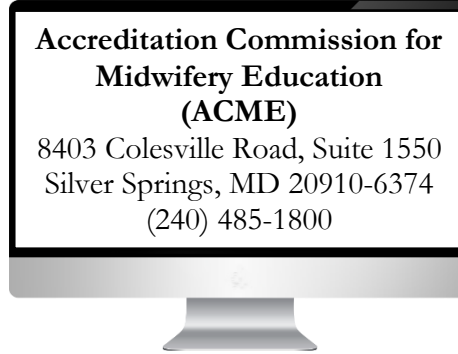 Accreditation Commission for
Midwifery Education
(ACME)
8403 Colesville Road, Suite 1550
Silver Springs, MD 20910-6374
(240) 485-1800